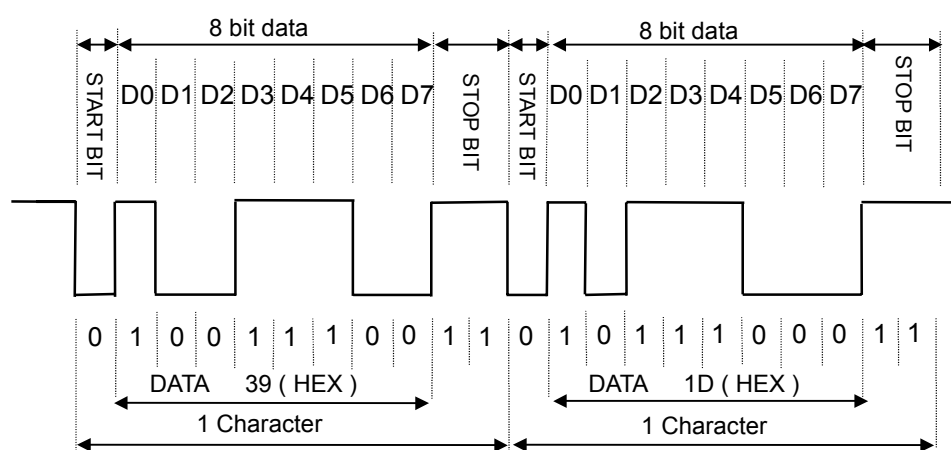 8 bit data 8 bit data
START BIT D0 D1 D2 D3 D4 D5 D6 D7 STOP BIT START BIT D0 D1 D2 D3 D4 D5 D6 D7 STOP BIT
0 1 0 0 1 1 1 0 0 1 1 0 1 0 1 1 1 0 0 0 1 1
DATA 39 ( HEX ) DATA 1D ( HEX )
1 Character 1 Character